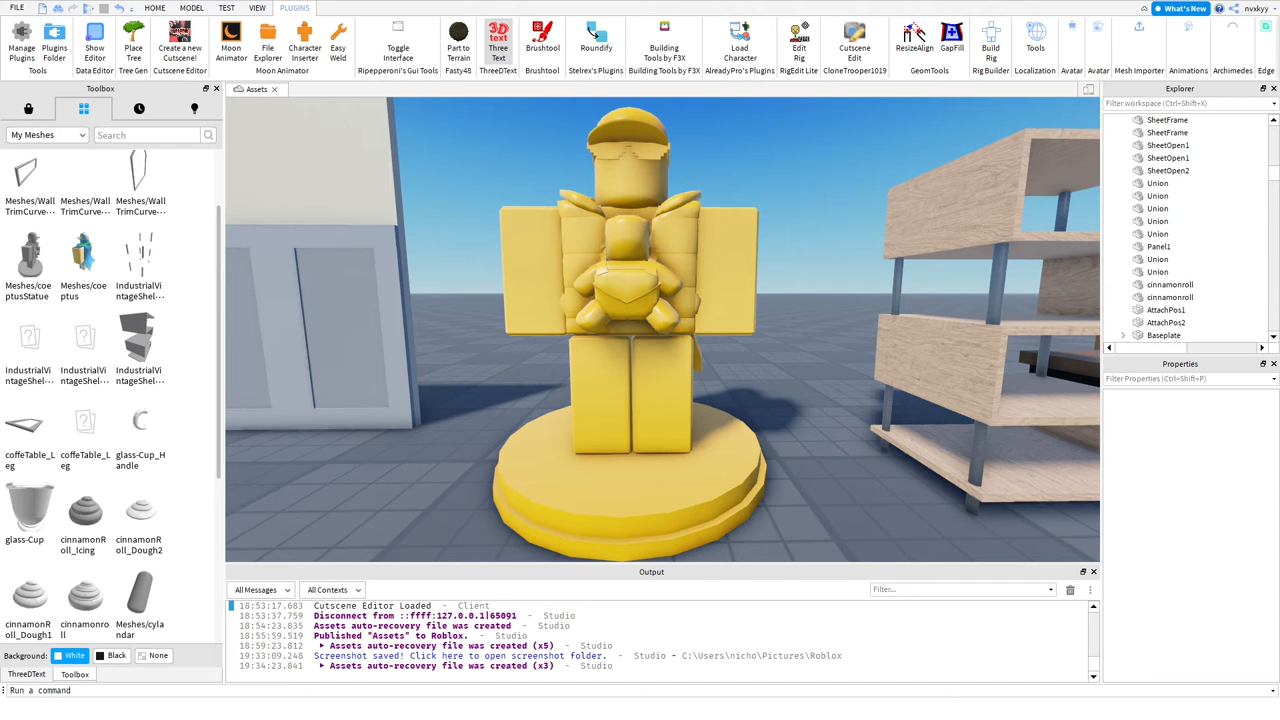 FILE HOME MODEL TEST VIEW PLUGINS What's New nvxkyy
Manage Plugins Plugins Folder Show Editor Place Tree Create a new Cutscene! Moon Animator File Explorer Character Inserter Easy Weld Toggle Interface Part to Terrain 3D text Three Text Brushtool Roundify Building Tools by F3X Load Character Edit Rig Cutscene Edit ResizeAlign GapFill Build Rig Tools
Tools Data Editor Tree Gen Cutscene Editor Moon Animator Ripepperoni's Gui Tools Fasty48 ThreeDText Brushtool Stelrex's Plugins Building Tools by F3X AlreadyPro's Plugins RigEdit Lite CloneTrooper1019 GeomTools Rig Builder Localization Avatar Avatar Mesh Importer Animations Archimedes Edge
Toolbox
Assets
My Meshes Search
Meshes/Wall TrimCurve··· Meshes/Wall TrimCurve··· Meshes/Wall TrimCurve···
Meshes/coe ptusStatue Meshes/coe ptus IndustrialVi ntageShel···
IndustrialVi ntageShel··· IndustrialVi ntageShel··· IndustrialVi ntageShel···
coffeTable_L eg coffeTable_L eg glass-Cup_H andle
glass-Cup cinnamonR oll_Icing cinnamonR oll_Dough2
cinnamonR oll_Dough1 cinnamonro ll Meshes/cyla ndar
Background: White Black None
ThreeDText Toolbox
Run a command
Output
All Messages All Contexts Filter...
18:53:17.683 Cutscene Editor Loaded - Client
18:53:37.759 Disconnect from ::ffff:127.0.0.1|65091 - Studio
18:54:23.835 Assets auto-recovery file was created - Studio
18:55:59.519 Published "Assets" to Roblox. - Studio
18:59:23.812 Assets auto-recovery file was created (x5) - Studio
19:33:09.248 Screenshot saved! Click here to open screenshot folder. - Studio - C:\Users\nicho\Pictures\Roblox
19:34:23.841 Assets auto-recovery file was created (x3) - Studio
Explorer
Filter workspace (Ctrl+Shift+X)
SheetFrame
SheetFrame
SheetOpen1
SheetOpen1
SheetOpen2
Union
Union
Union
Union
Union
Panel1
Union
Union
cinnamonroll
cinnamonroll
AttachPos1
AttachPos2
Baseplate
Properties
Filter Properties (Ctrl+Shift+P)